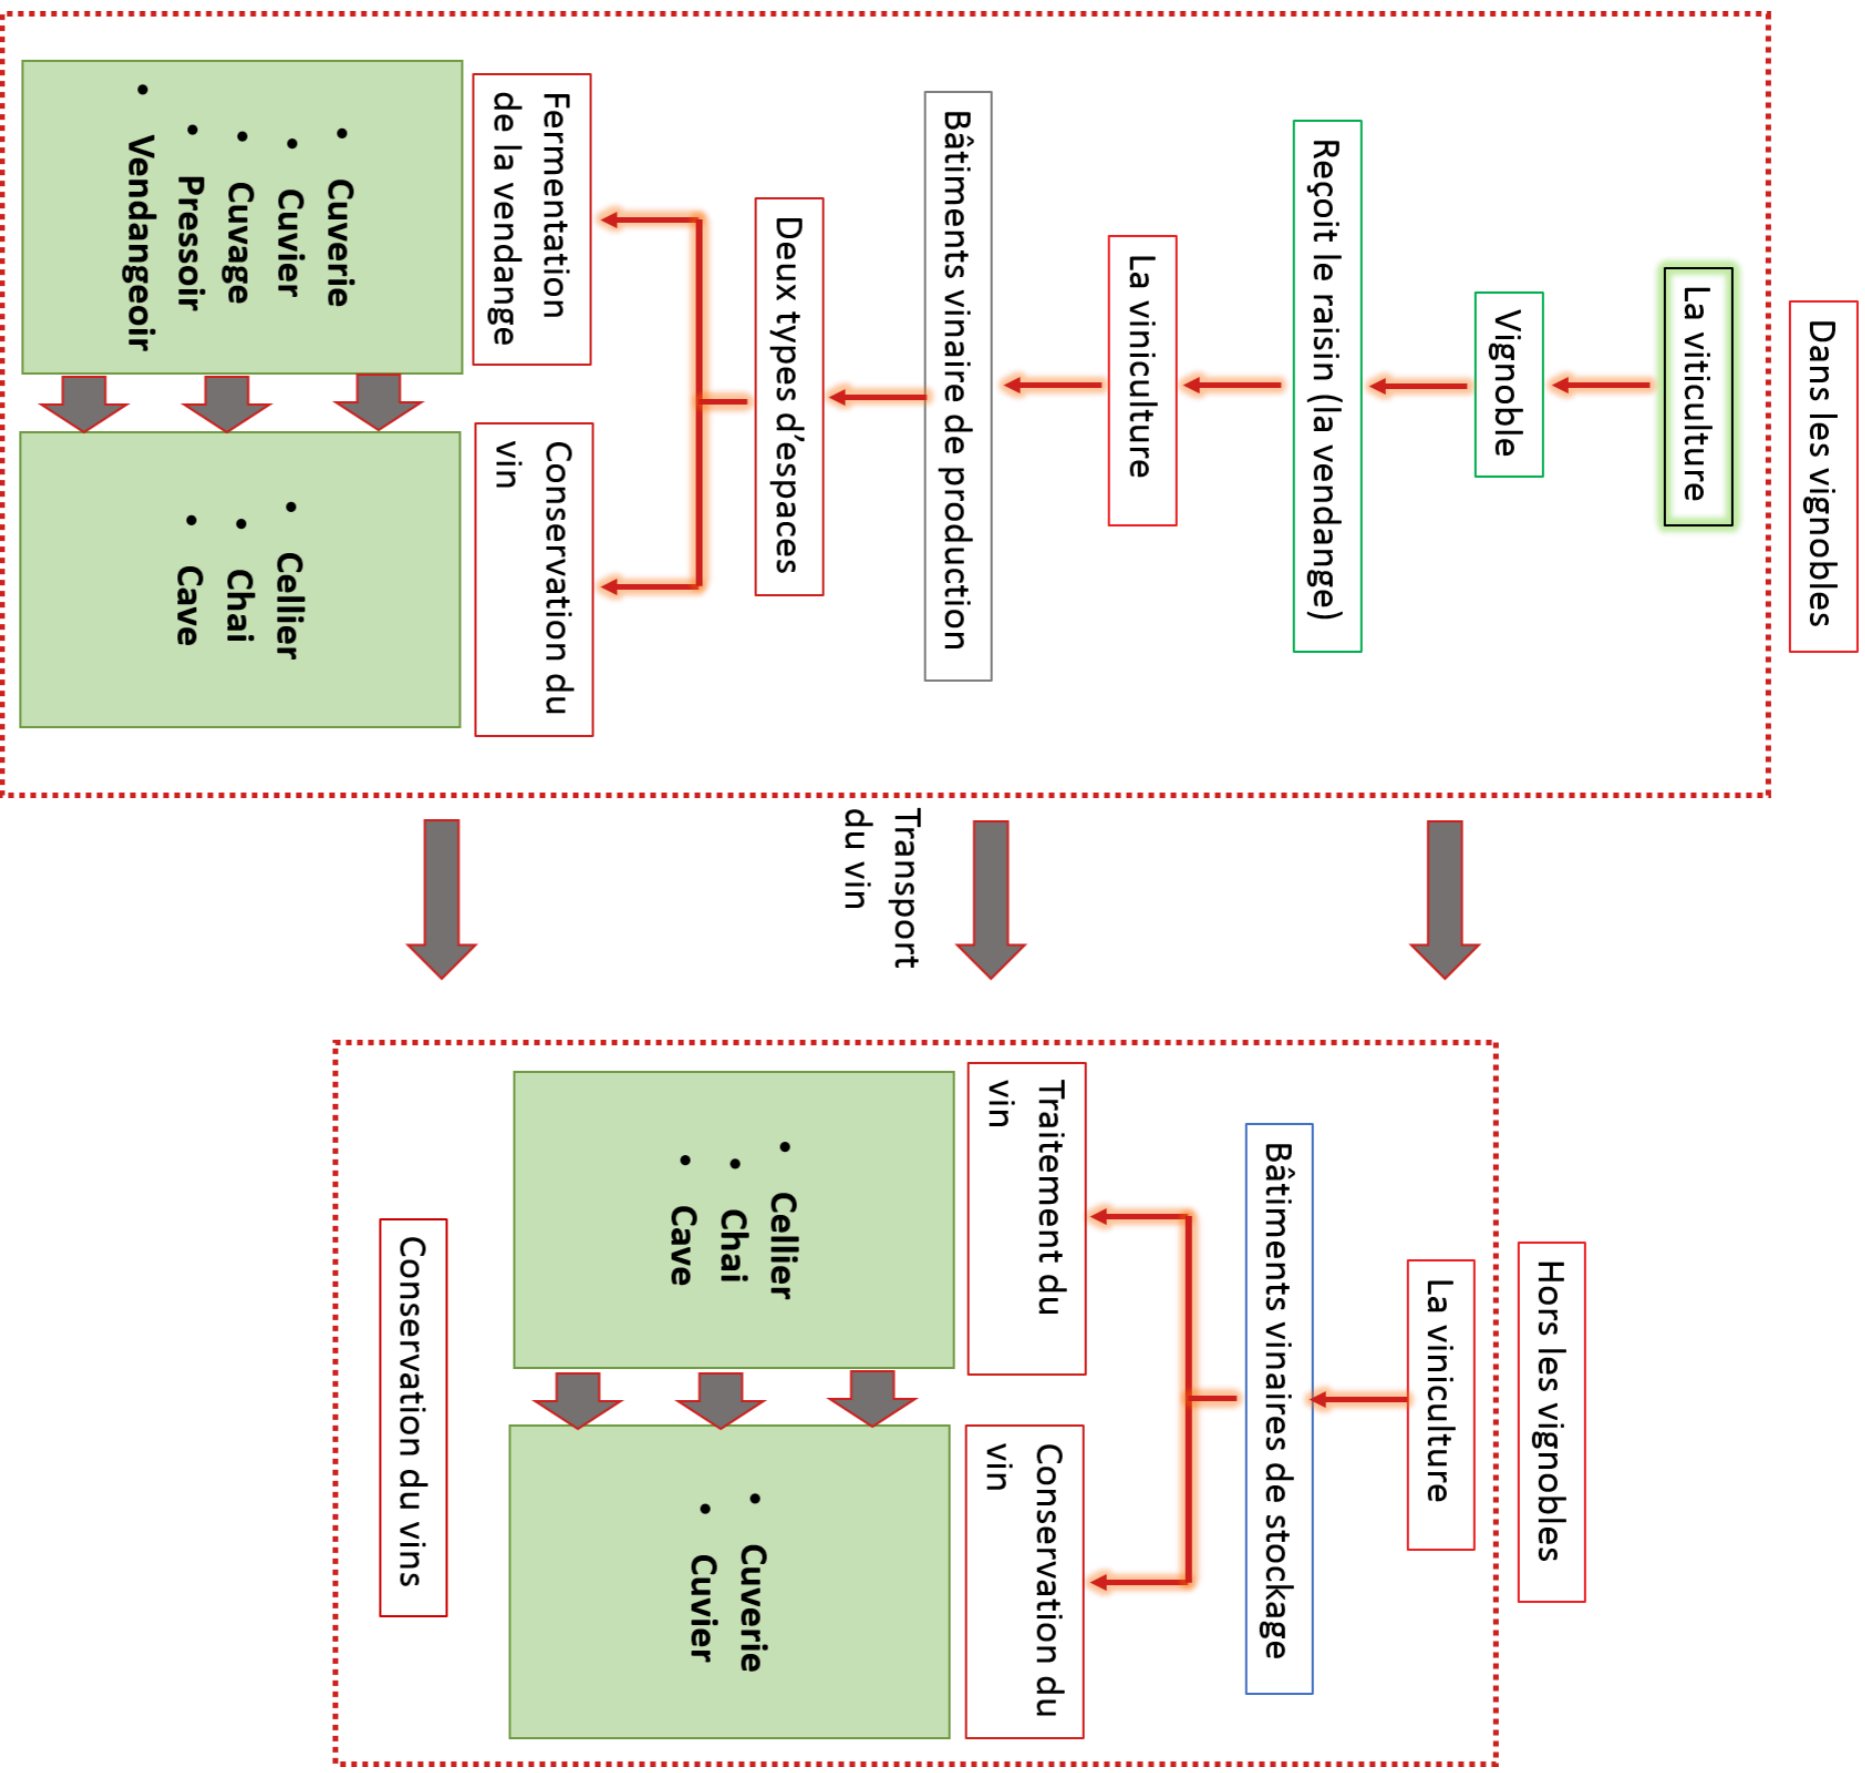 Dans les vignobles
La viticulture
Vignoble
Reçoit le raisin (la vendange)
La viniculture
Bâtiments vinaire de production
Deux types d’espaces
Fermentation
de la vendange
Conservation du
vin
• Cuverie
• Cuvier
• Cuvage
• Pressoir
• Vendangeoir
• Cellier
• Chai
• Cave
Transport
du vin
Hors les vignobles
La viniculture
Bâtiments vinaires de stockage
Traitement du
vin
Conservation du
vin
• Cellier
• Chai
• Cave
• Cuverie
• Cuvier
Conservation du vins